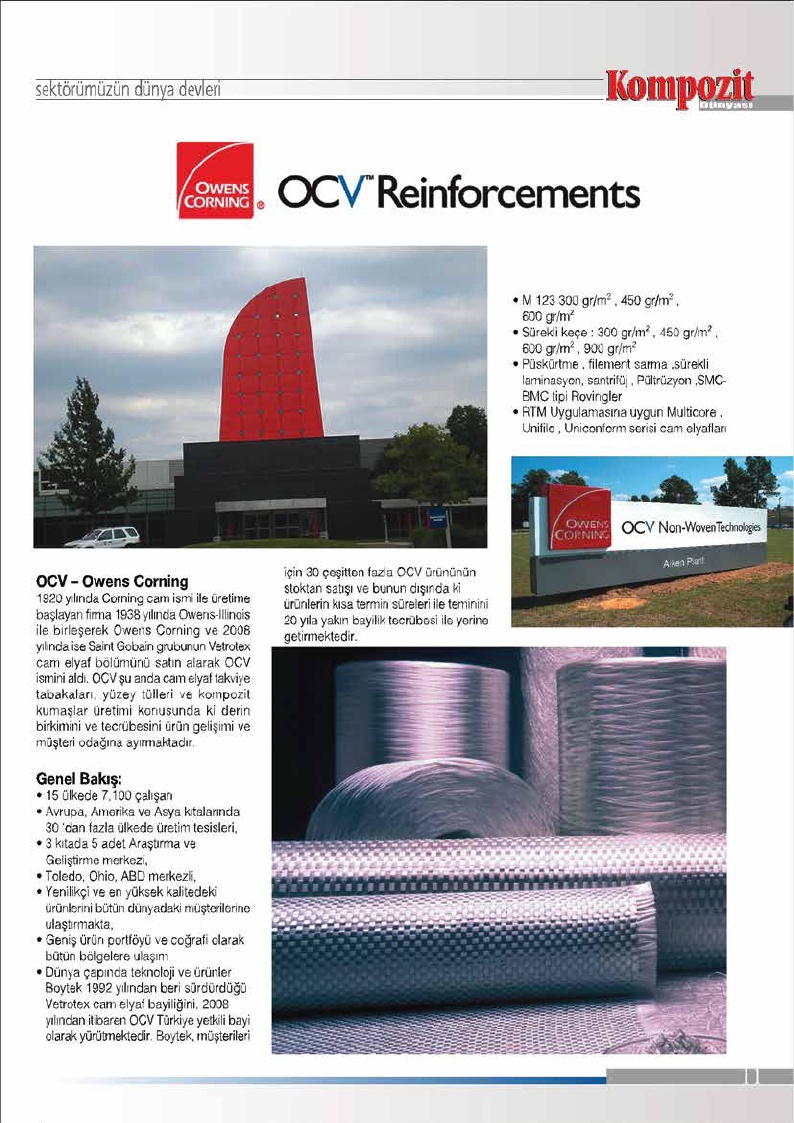 sektörümüzün dünya devleri
Kompozit
Dünyası
OWENS
CORNING ®
OCV™ Reinforcements
OCV – Owens Corning
1920 yılında Corning cam ismi ile üretime
başlayan firma 1938 yılında Owens-Illinois
ile birleşerek Owens Corning ve 2008
yılında ise Saint Gobain grubunun Vetrotex
cam elyaf bölümünü satın alarak OCV
ismini aldı. OCV şu anda cam elyaf takviye
tabakaları, yüzey tülleri ve kompozit
kumaşlar üretimi konusunda ki derin
birkimini ve tecrübesini ürün gelişimi ve
müşteri odağına ayırmaktadır.
Genel Bakış:
• 15 ülkede 7,100 çalışan
• Avrupa, Amerika ve Asya kıtalarında
30 'dan fazla ülkede üretim tesisleri,
• 3 kıtada 5 adet Araştırma ve
Geliştirme merkezi,
• Toledo, Ohio, ABD merkezli,
• Yenilikçi ve en yüksek kalitedeki
ürünlerini bütün dünyadaki müşterilerine
ulaştırmakta,
• Geniş ürün portföyü ve coğrafi olarak
bütün bölgelere ulaşım
• Dünya çapında teknoloji ve ürünler
Boytek 1992 yılından beri sürdürdüğü
Vetrotex cam elyaf bayiliğini, 2008
yılından itibaren OCV Türkiye yetkili bayi
olarak yürütmektedir. Boytek, müşterileri
için 30 çeşitten fazla OCV ürününün
stoktan satışı ve bunun dışında ki
ürünlerin kısa termin süreleri ile teminini
20 yıla yakın bayilik tecrübesi ile yerine
getirmektedir.
• M 123 300 gr/m² , 450 gr/m² ,
600 gr/m²
• Sürekli keçe : 300 gr/m² , 450 gr/m² ,
600 gr/m² , 900 gr/m²
• Püskürtme , filement sarma ,sürekli
laminasyon, santrifüj , Pültrüzyon ,SMC-
BMC tipi Rovingler
• RTM Uygulamasına uygun Multicore ,
Unifilo , Uniconform serisi cam elyafları
OWENS
CORNING
OCV Non-Woven Technologies
Aiken Plant